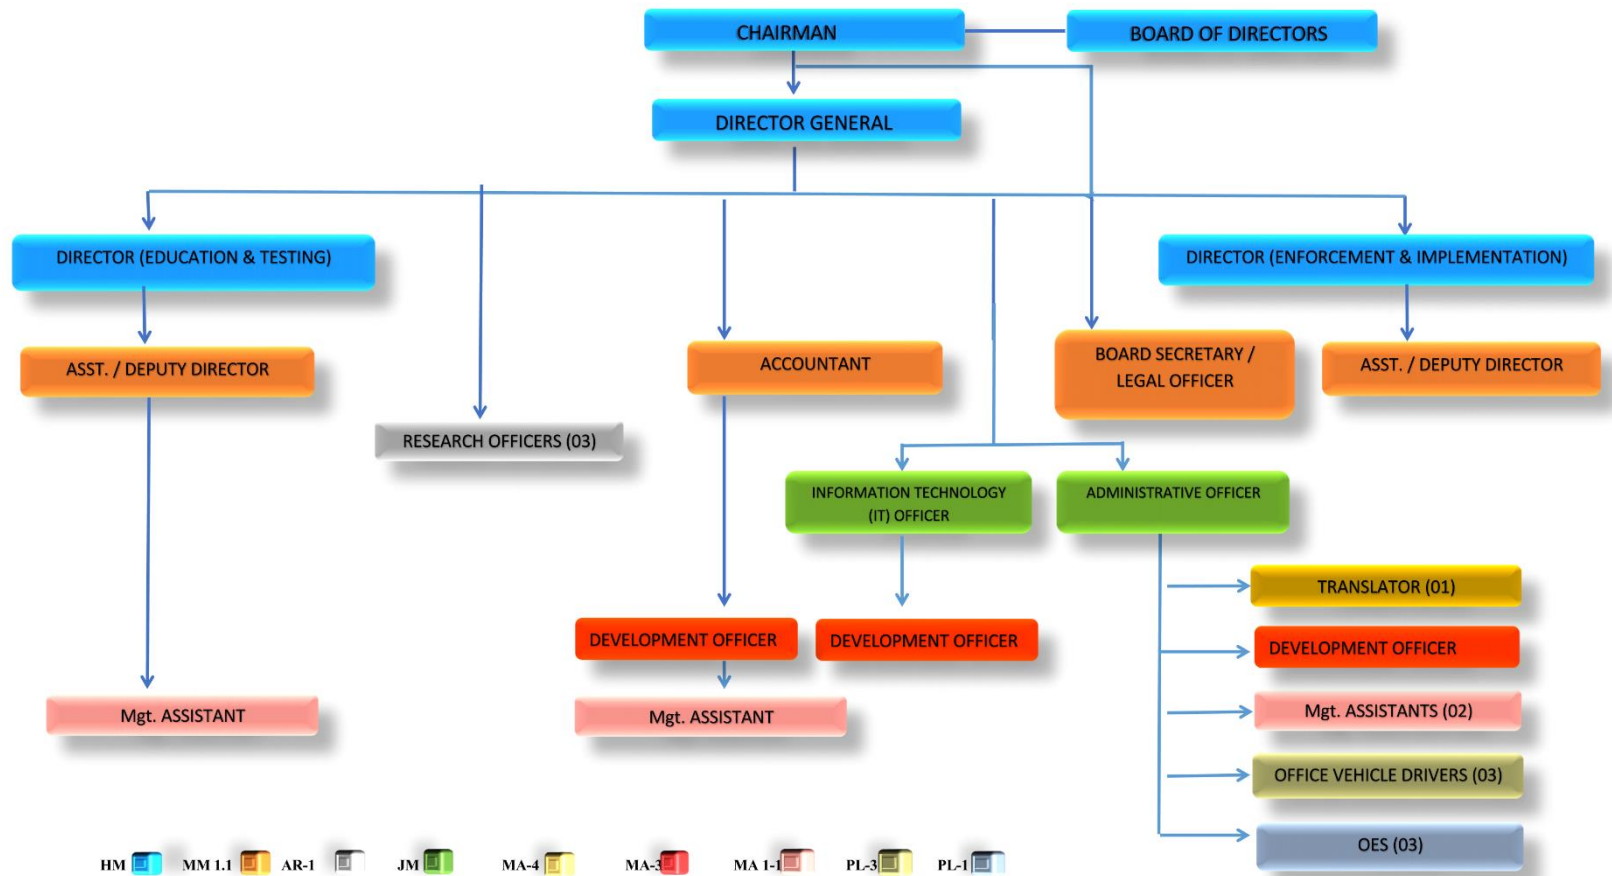 CHAIRMAN
BOARD OF DIRECTORS
DIRECTOR GENERAL
DIRECTOR (EDUCATION & TESTING)
DIRECTOR (ENFORCEMENT & IMPLEMENTATION)
ASST. / DEPUTY DIRECTOR
ACCOUNTANT
BOARD SECRETARY /
LEGAL OFFICER
ASST. / DEPUTY DIRECTOR
RESEARCH OFFICERS (03)
INFORMATION TECHNOLOGY
(IT) OFFICER
ADMINISTRATIVE OFFICER
TRANSLATOR (01)
DEVELOPMENT OFFICER
DEVELOPMENT OFFICER
DEVELOPMENT OFFICER
Mgt. ASSISTANT
Mgt. ASSISTANT
Mgt. ASSISTANTS (02)
OFFICE VEHICLE DRIVERS (03)
OES (03)
HM
MM 1.1
AR-1
JM
MA-4
MA-3
MA 1-1
PL-3
PL-1